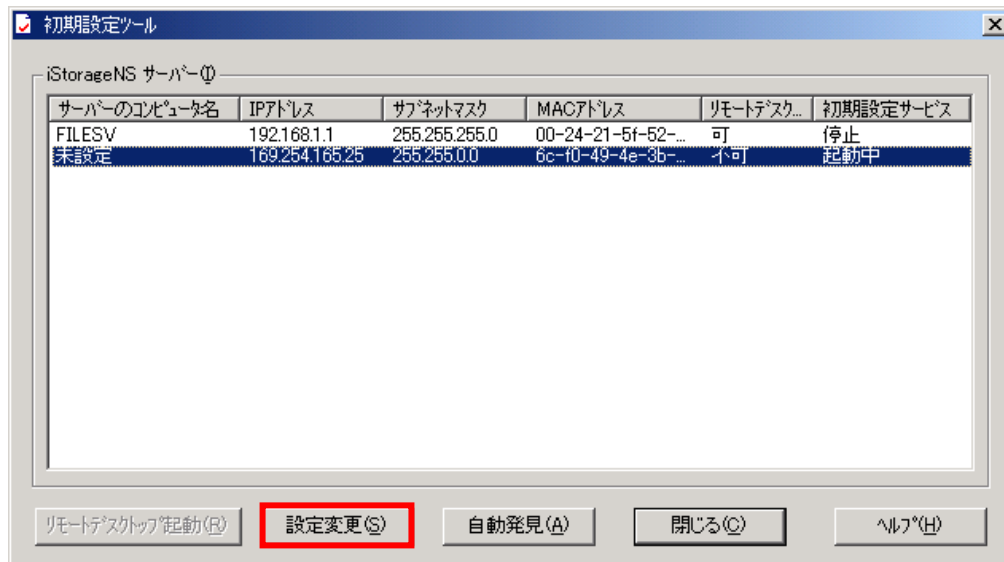 初期設定ツール
iStorageNS サーバー(I)
サーバーのコンピュータ名 IPアドレス サブネットマスク MACアドレス リモートデスク... 初期設定サービス
FILESV 192.168.1.1 255.255.255.0 00-24-21-5f-52-... 可 停止
未設定 169.254.165.25 255.255.0.0 6c-f0-49-4e-3b-... 不可 起動中
リモートデスクトップ起動(R) 設定変更(S) 自動発見(A) 閉じる(C) ヘルプ(H)